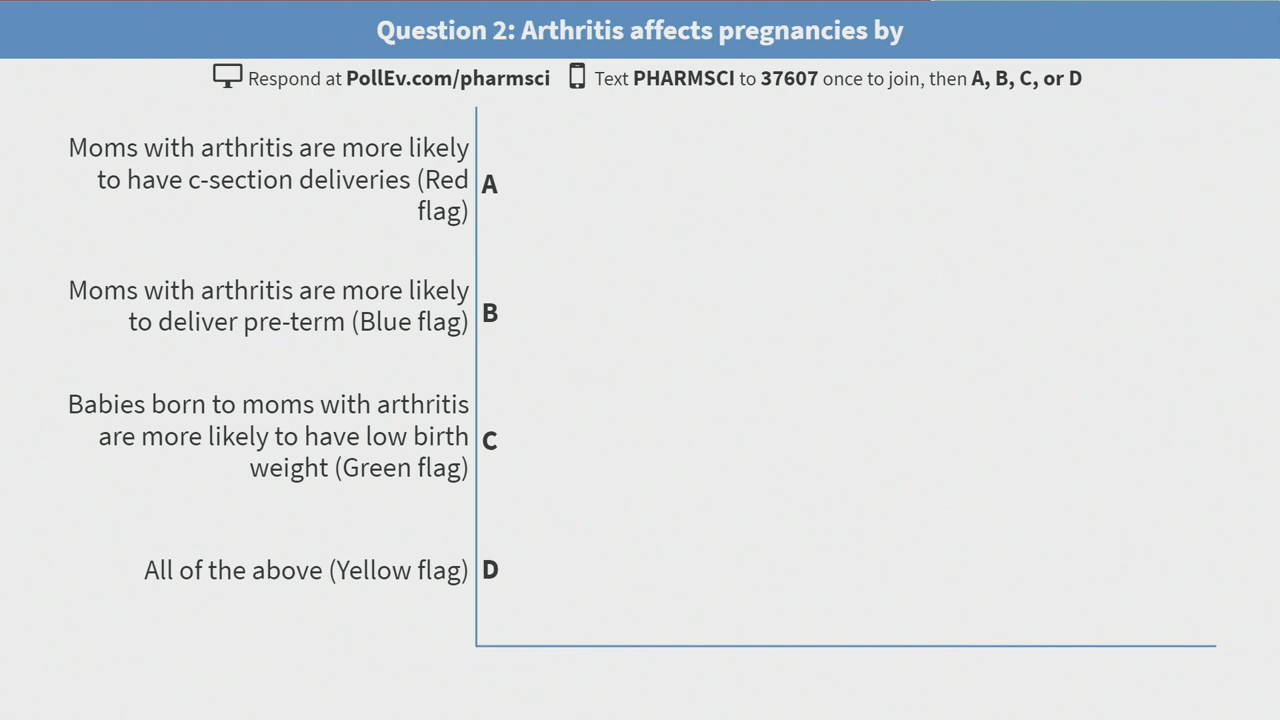 Question 2: Arthritis affects pregnancies by
Respond at PollEv.com/pharmsci Text PHARMSCI to 37607 once to join, then A, B, C, or D
Moms with arthritis are more likely
to have c-section deliveries (Red
flag)
A
Moms with arthritis are more likely
to deliver pre-term (Blue flag)
B
Babies born to moms with arthritis
are more likely to have low birth
weight (Green flag)
C
All of the above (Yellow flag)
D